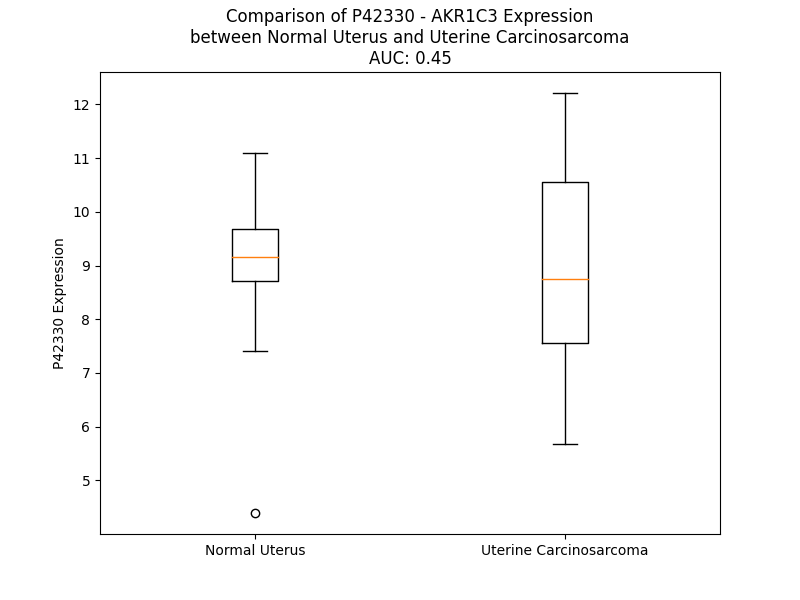 Comparison of P42330 - AKR1C3 Expression
between Normal Uterus and Uterine Carcinosarcoma
AUC: 0.45
12
11
10
9
8
7
6
5
P42330 Expression
Normal Uterus
Uterine Carcinosarcoma